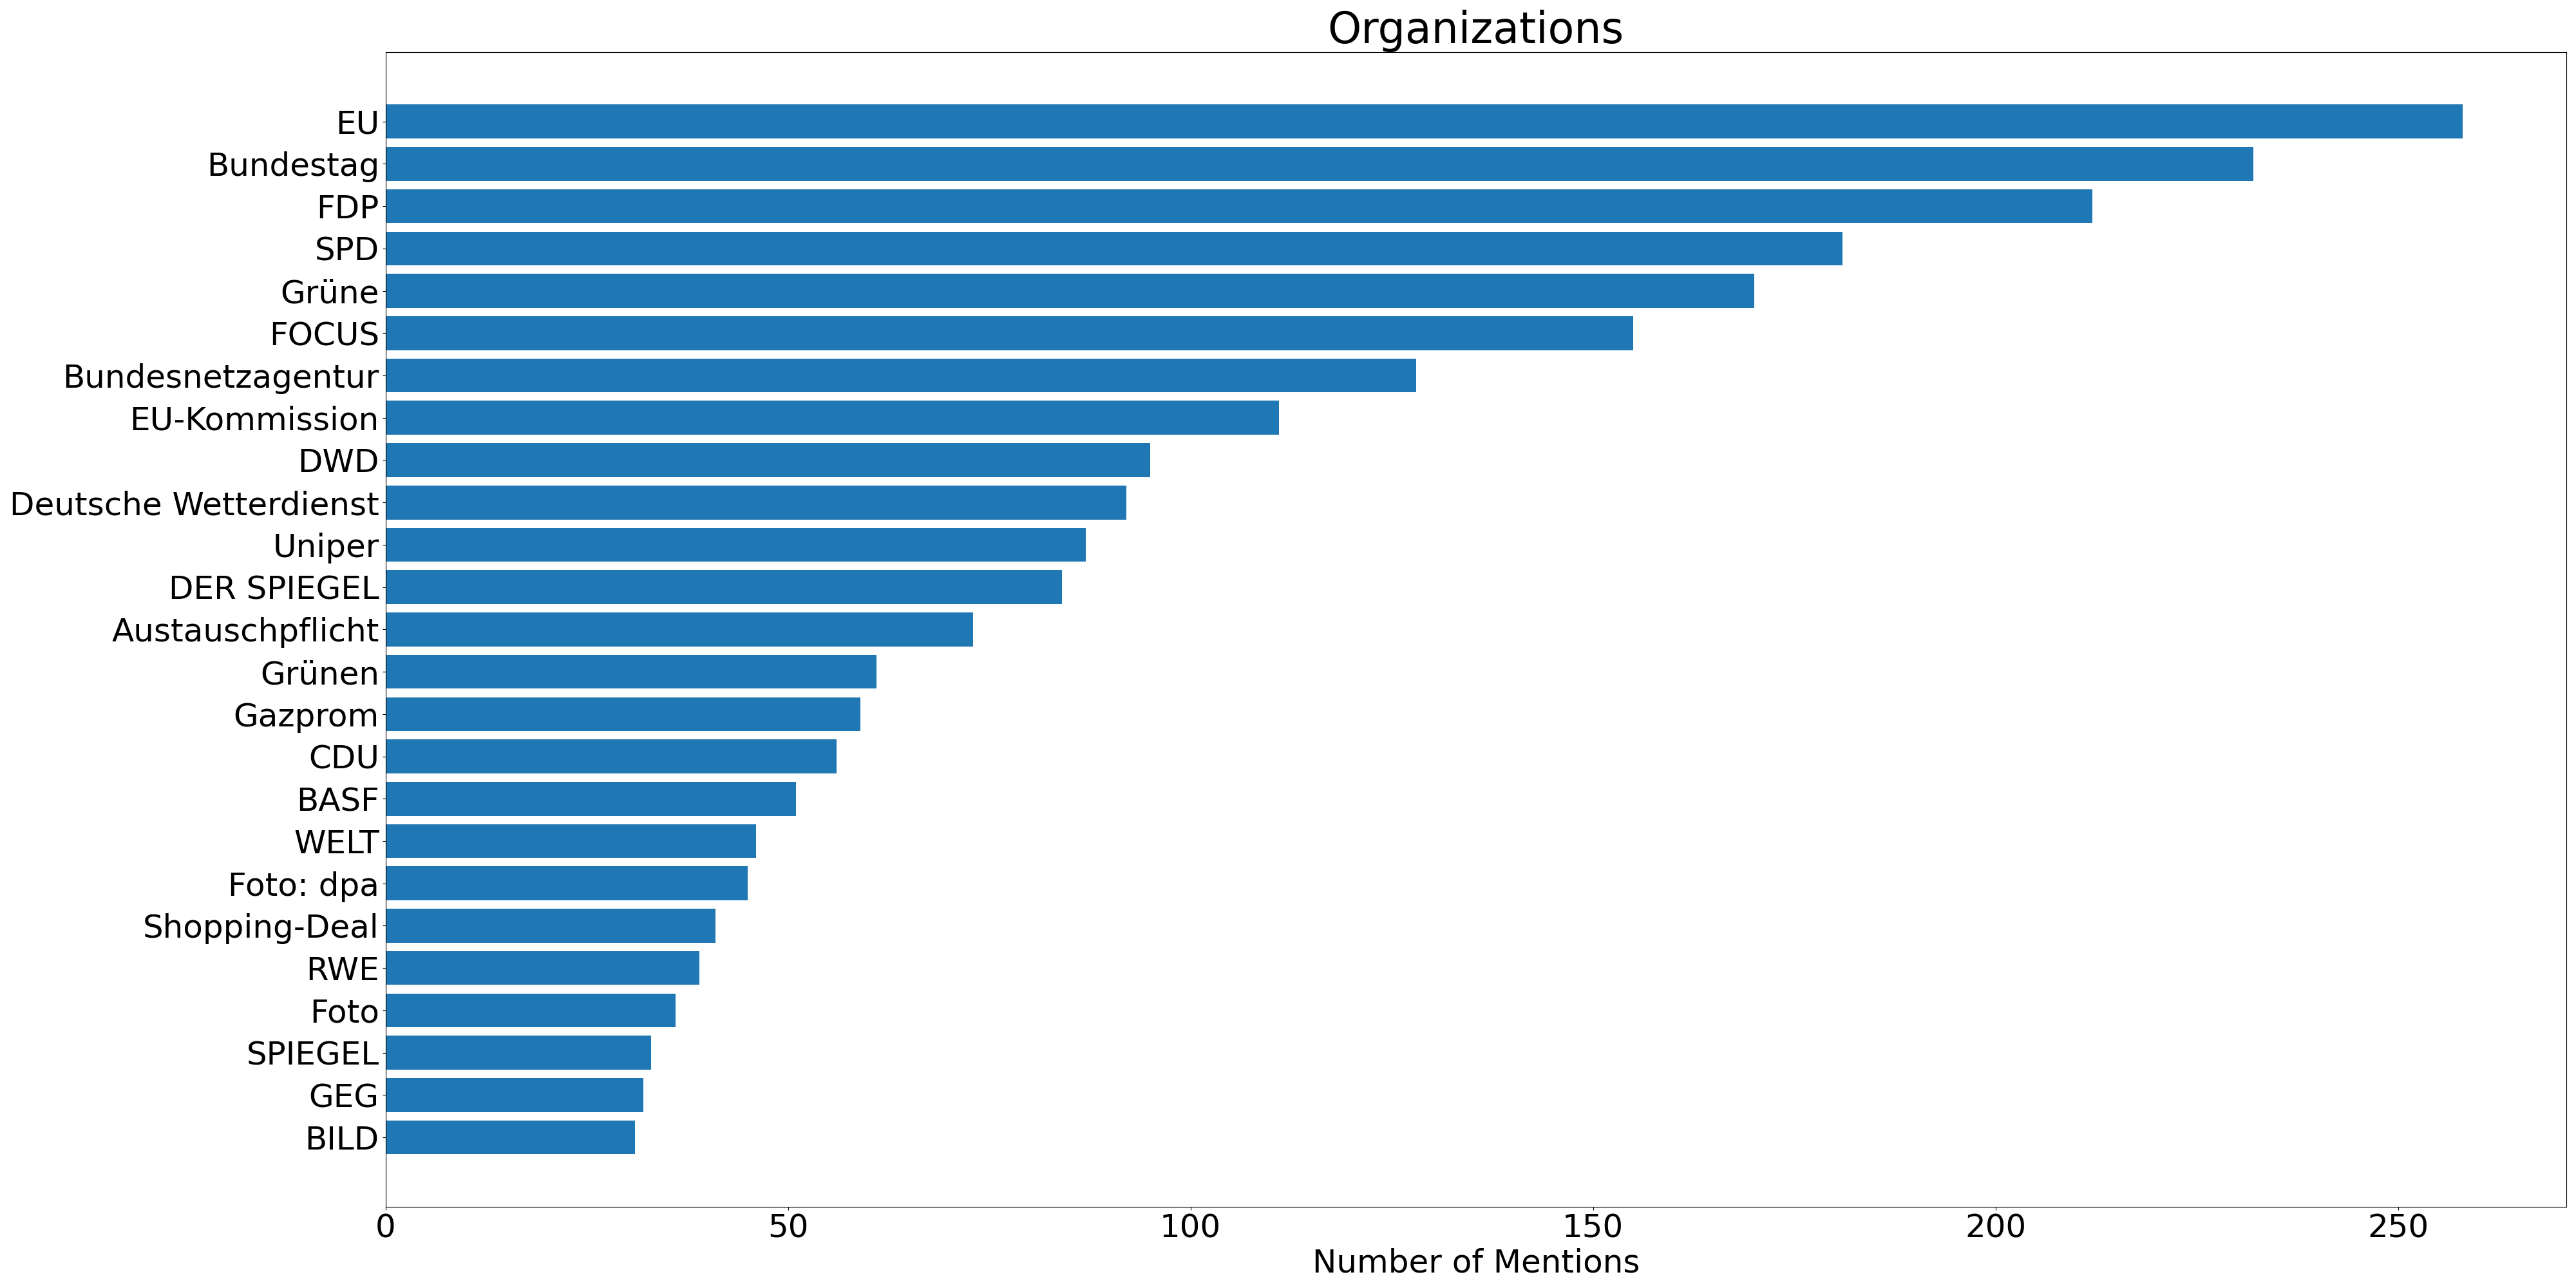 Organizations
EU
Bundestag
FDP
SPD
Grüne
FOCUS
Bundesnetzagentur
EU-Kommission
DWD
Deutsche Wetterdienst
Uniper
DER SPIEGEL
Austauschpflicht
Grünen
Gazprom
CDU
BASF
WELT
Foto: dpa
Shopping-Deal
RWE
Foto
SPIEGEL
GEG
BILD
0 50 100 150 200 250
Number of Mentions